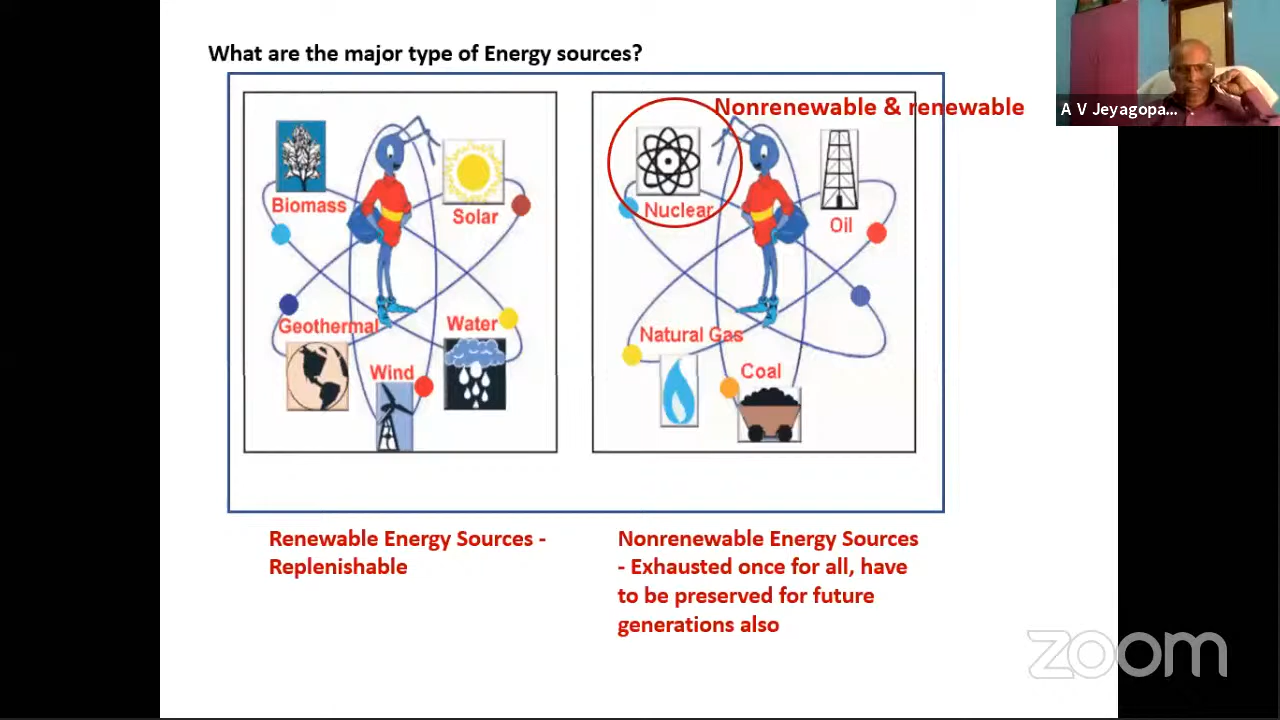 What are the major type of Energy sources?
Nonrenewable & renewable
A V Jeyagopa...
Biomass
Solar
Geothermal
Water
Wind
Nuclear
Oil
Natural Gas
Coal
Renewable Energy Sources -
Replenishable
Nonrenewable Energy Sources
- Exhausted once for all, have
to be preserved for future
generations also
zoom